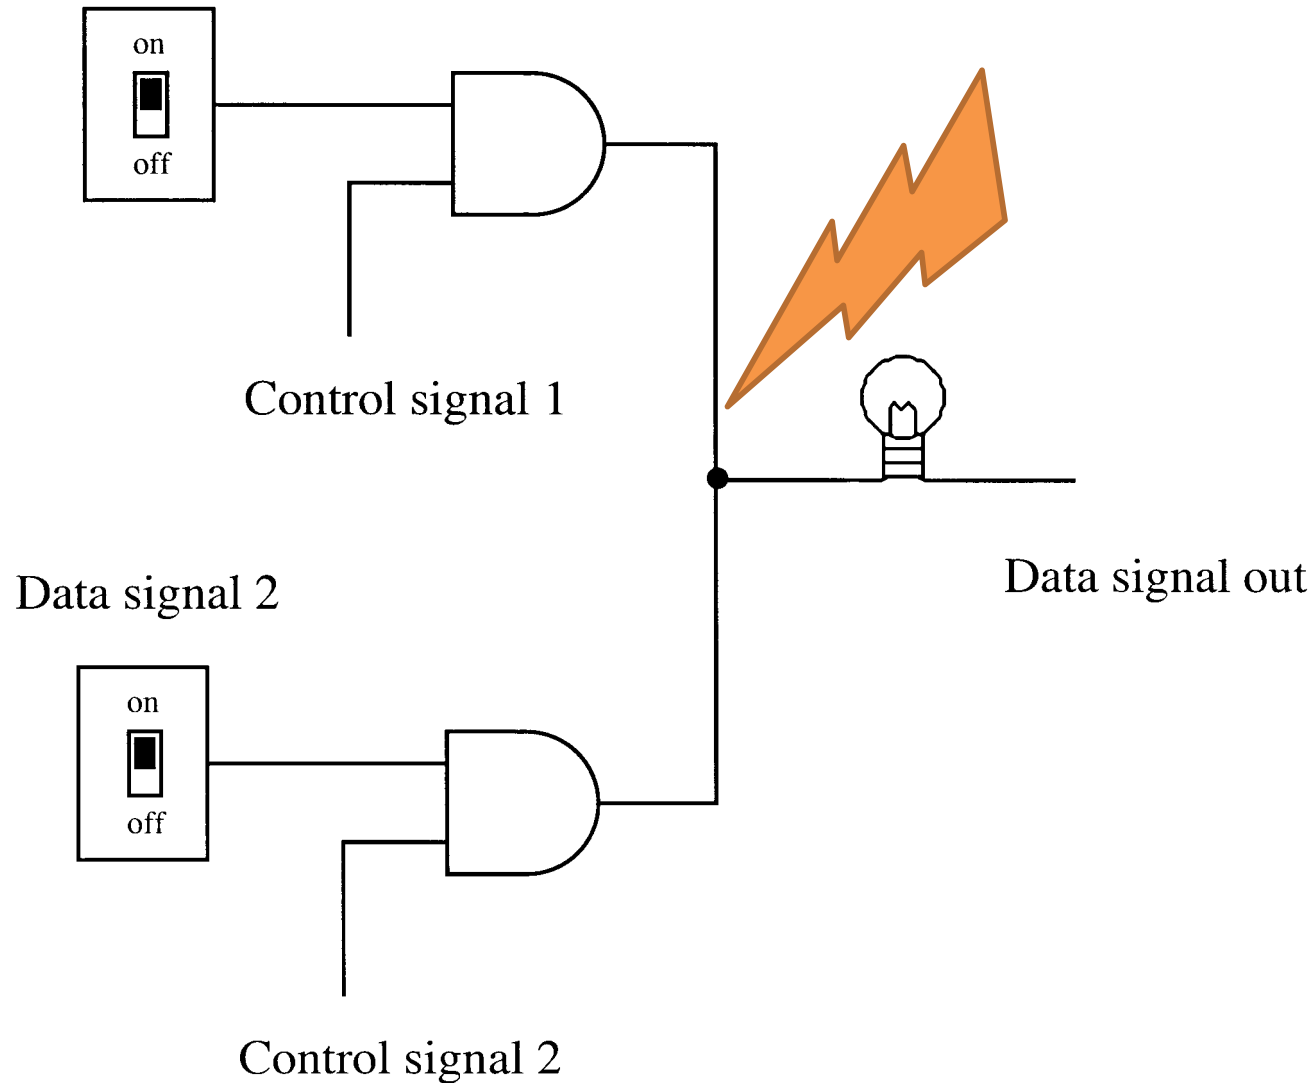 on
off
Control signal 1
Data signal 2
Data signal out
on
off
Control signal 2